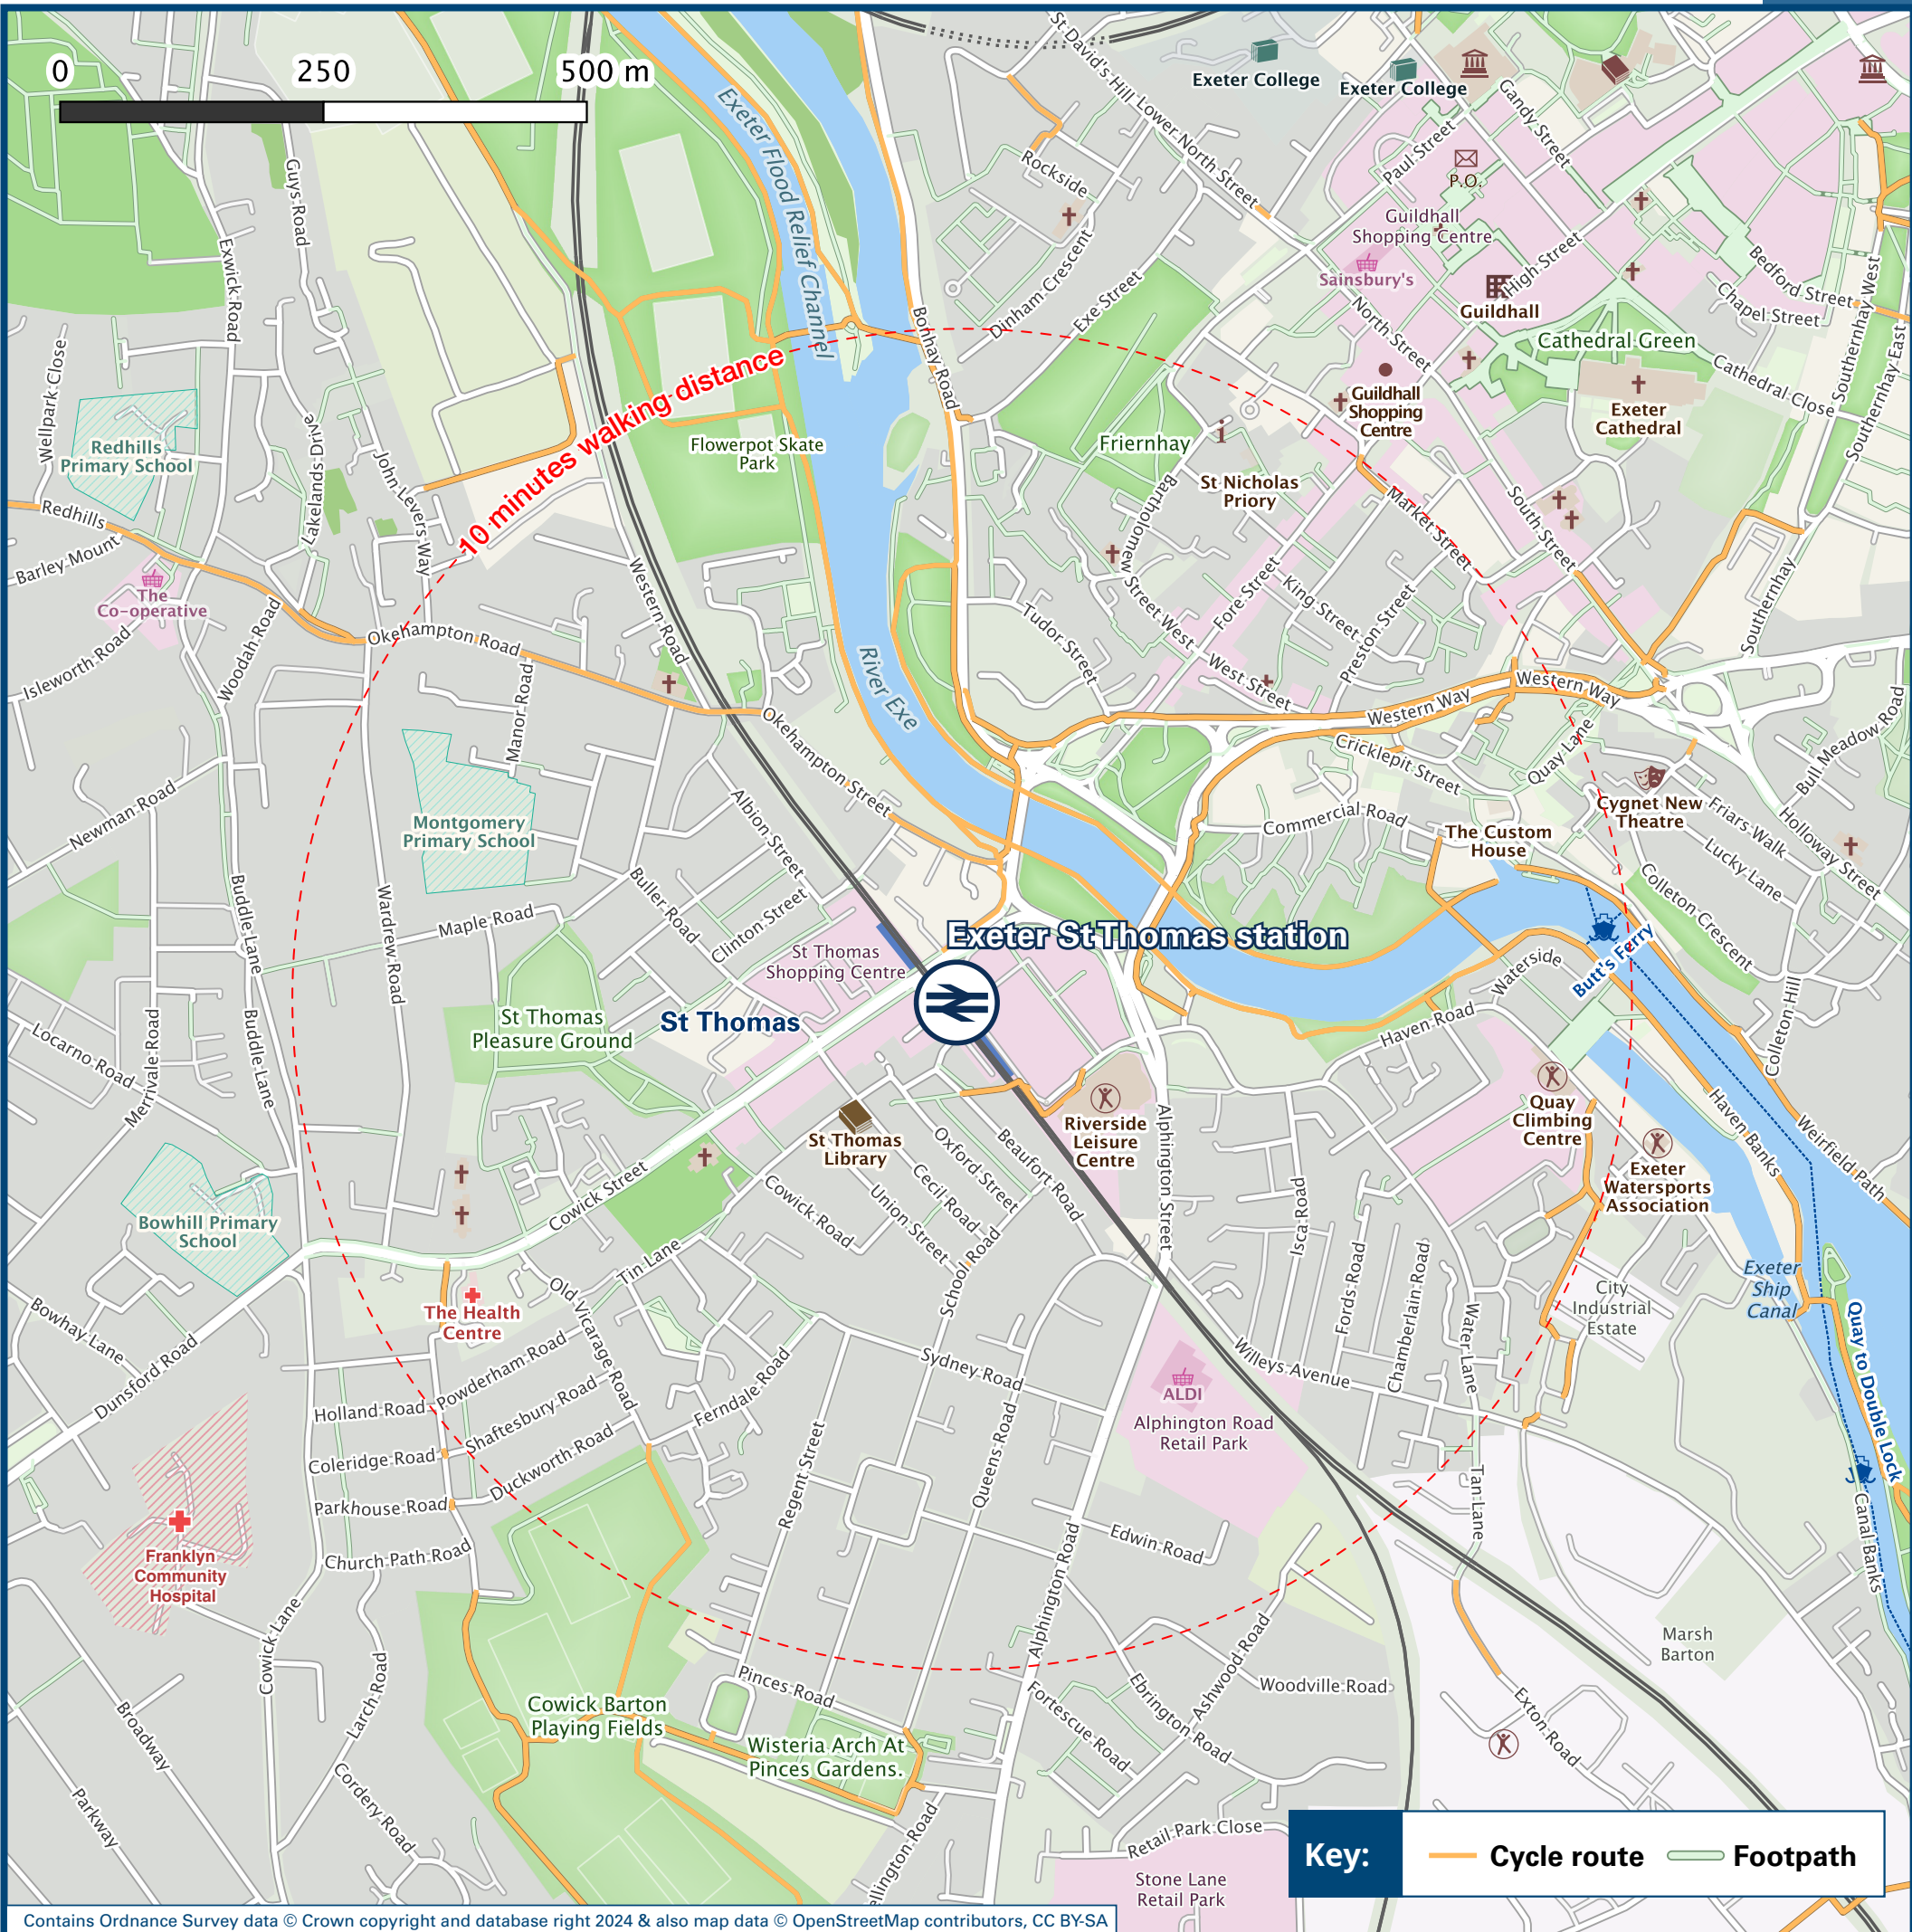 0 250 500 m
Exeter Flood Relief Channel
St David's Hill
Lower North Street
Exeter College
Exeter College
Gandy Street
Paul Street
P.O.
Rockside
Guys Road
Exwick Road
Guildhall
Shopping Centre
Sainsbury's
High Street
Guildhall
Bedford Street
Chapel Street
Southernhay West
Southernhay East
Dinham Crescent
Exe Street
Bonhay Road
North Street
Cathedral Green
Cathedral Close
Exeter
Cathedral
Guildhall
Shopping
Centre
10 minutes walking distance
Wellpark Close
Redhills
Primary School
Lakelands Drive
John Levers Way
Flowerpot Skate
Park
Friernhay
St Nicholas
Priory
Bartholomew Street West
Market Street
South Street
Redhills
Barley Mount
The
Co-operative
Isleworth Road
Woodah Road
Okehampton Road
Western Road
Manor Road
River Exe
Tudor Street
Fore Street
King Street
Preston Street
West Street
Southernhay
Western Way
Western Way
Cricklepit Street
Quay Lane
Bull Meadow Road
Okehampton Street
Newman Road
Montgomery
Primary School
Albion Street
Commercial Road
The Custom
House
Cygnet New
Theatre
Friars Walk
Lucky Lane
Holloway Street
Colleton Crescent
Buddle Lane
Buddle Lane
Wardrew Road
Maple Road
Buller Road
Clinton Street
St Thomas
Shopping Centre
Exeter St Thomas station
Butt's Ferry
Waterside
Haven Road
Colleton Hill
St Thomas
Pleasure Ground
St Thomas
Locarno Road
Merrivale Road
St Thomas
Library
Riverside
Leisure
Centre
Quay
Climbing
Centre
Exeter
Watersports
Association
Haven Banks
Weirfield Path
Alphington Street
Oxford Street
Beaufort Road
Cecil Road
Union Street
Cowick Road
School Road
Cowick Street
Tin Lane
Bowhill Primary
School
Isca Road
Fords Road
Chamberlain Road
Water Lane
City
Industrial
Estate
Exeter
Ship
Canal
Quay to Double Lock
Canal Banks
The Health
Centre
Old Vicarage Road
Bowhay Lane
Dunsford Road
Holland Road
Powderham Road
Shaftesbury Road
Coleridge Road
Duckworth Road
Parkhouse Road
Church Path Road
Ferndale Road
Sydney Road
Regent Street
Queens Road
Willeys Avenue
ALDI
Alphington Road
Retail Park
Edwin Road
Tan Lane
Franklyn
Community
Hospital
Cowick Lane
Larch Road
Broadway
Parkway
Cordery Road
Cowick Barton
Playing Fields
Pinces Road
Wisteria Arch At
Pinces Gardens.
Alphington Road
Fortescue Road
Ebrington Road
Ashwood Road
Woodville Road
Marsh
Barton
Exton Road
Retail Park Close
Stone Lane
Retail Park
Key: Cycle route Footpath
Contains Ordnance Survey data © Crown copyright and database right 2024 & also map data © OpenStreetMap contributors, CC BY-SA